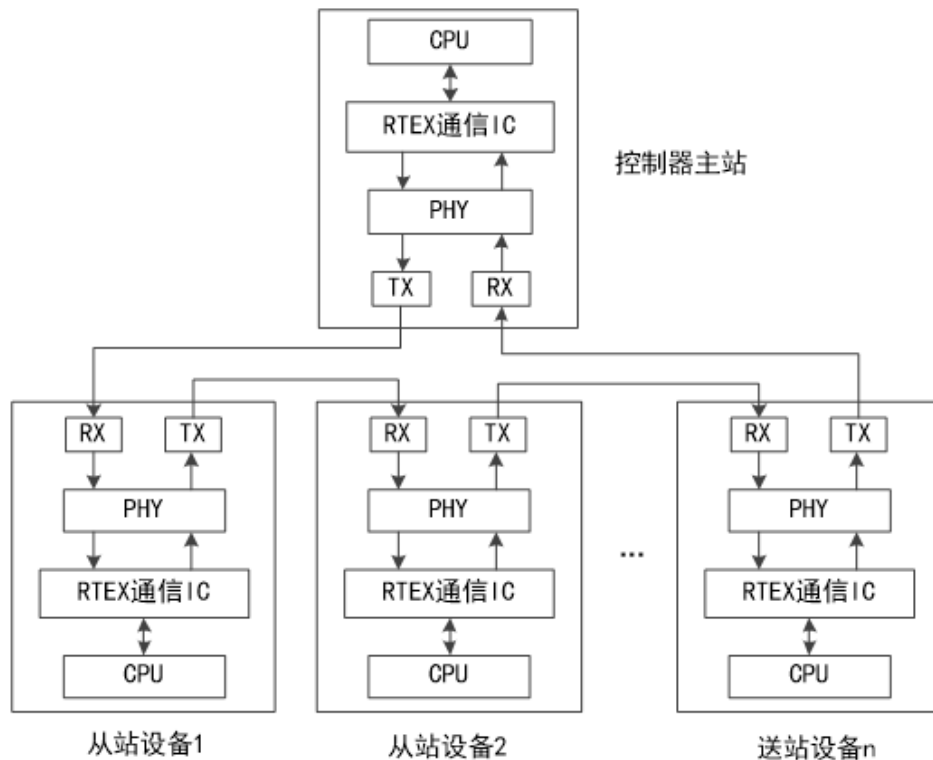 CPU
RTEX通信IC
控制器主站
PHY
TX RX
RX TX RX TX RX TX
PHY PHY PHY
...
RTEX通信IC RTEX通信IC RTEX通信IC
CPU CPU CPU
从站设备1 从站设备2 送站设备n